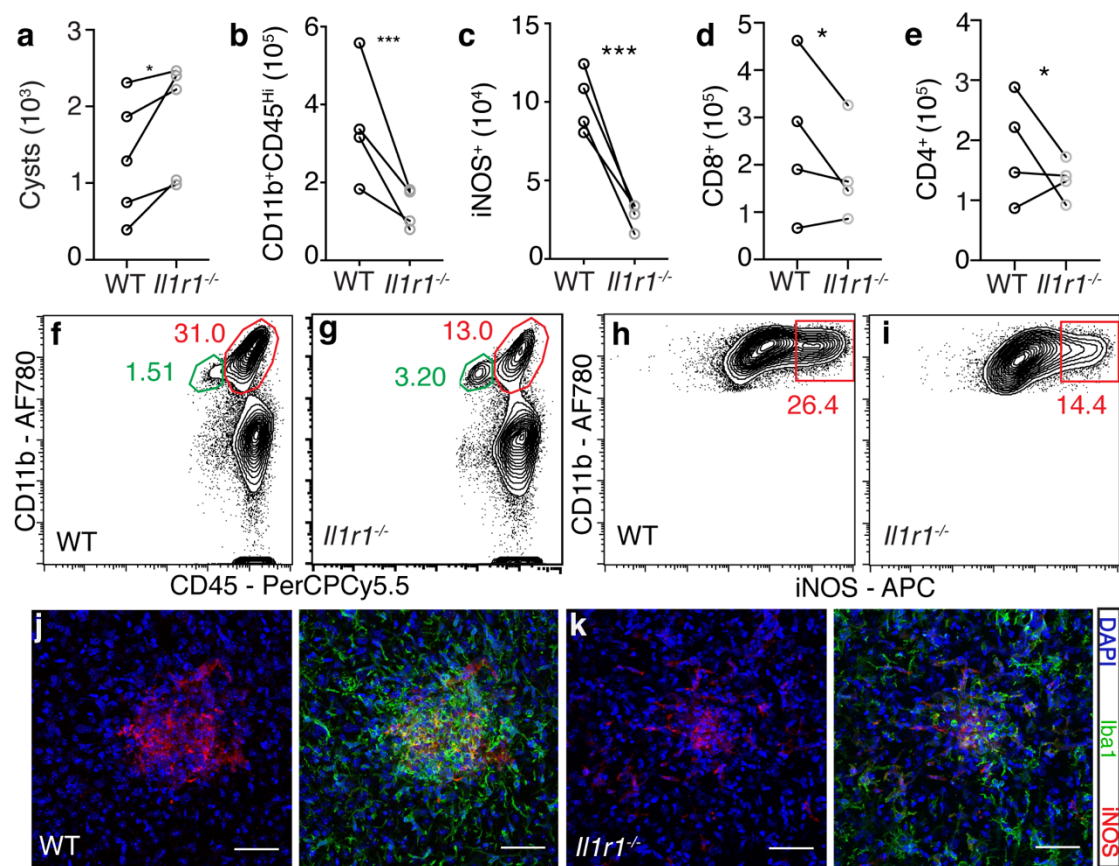 a
Cysts (10³)
3
2
1
0
*
WT Il1r1⁻/⁻
b
CD11b⁺CD45ᴴⁱ (10⁵)
6
4
2
0
***
WT Il1r1⁻/⁻
c
iNOS⁺ (10⁴)
15
10
5
0
***
WT Il1r1⁻/⁻
d
CD8⁺ (10⁵)
5
4
3
2
1
0
*
WT Il1r1⁻/⁻
e
CD4⁺ (10⁵)
4
3
2
1
0
*
WT Il1r1⁻/⁻
CD11b - AF780
f
31.0
1.51
WT
g
13.0
3.20
Il1r1⁻/⁻
CD45 - PerCPCy5.5
CD11b - AF780
h
26.4
WT
i
14.4
Il1r1⁻/⁻
iNOS - APC
j
WT
k
Il1r1⁻/⁻
DAPI
Iba1
iNOS